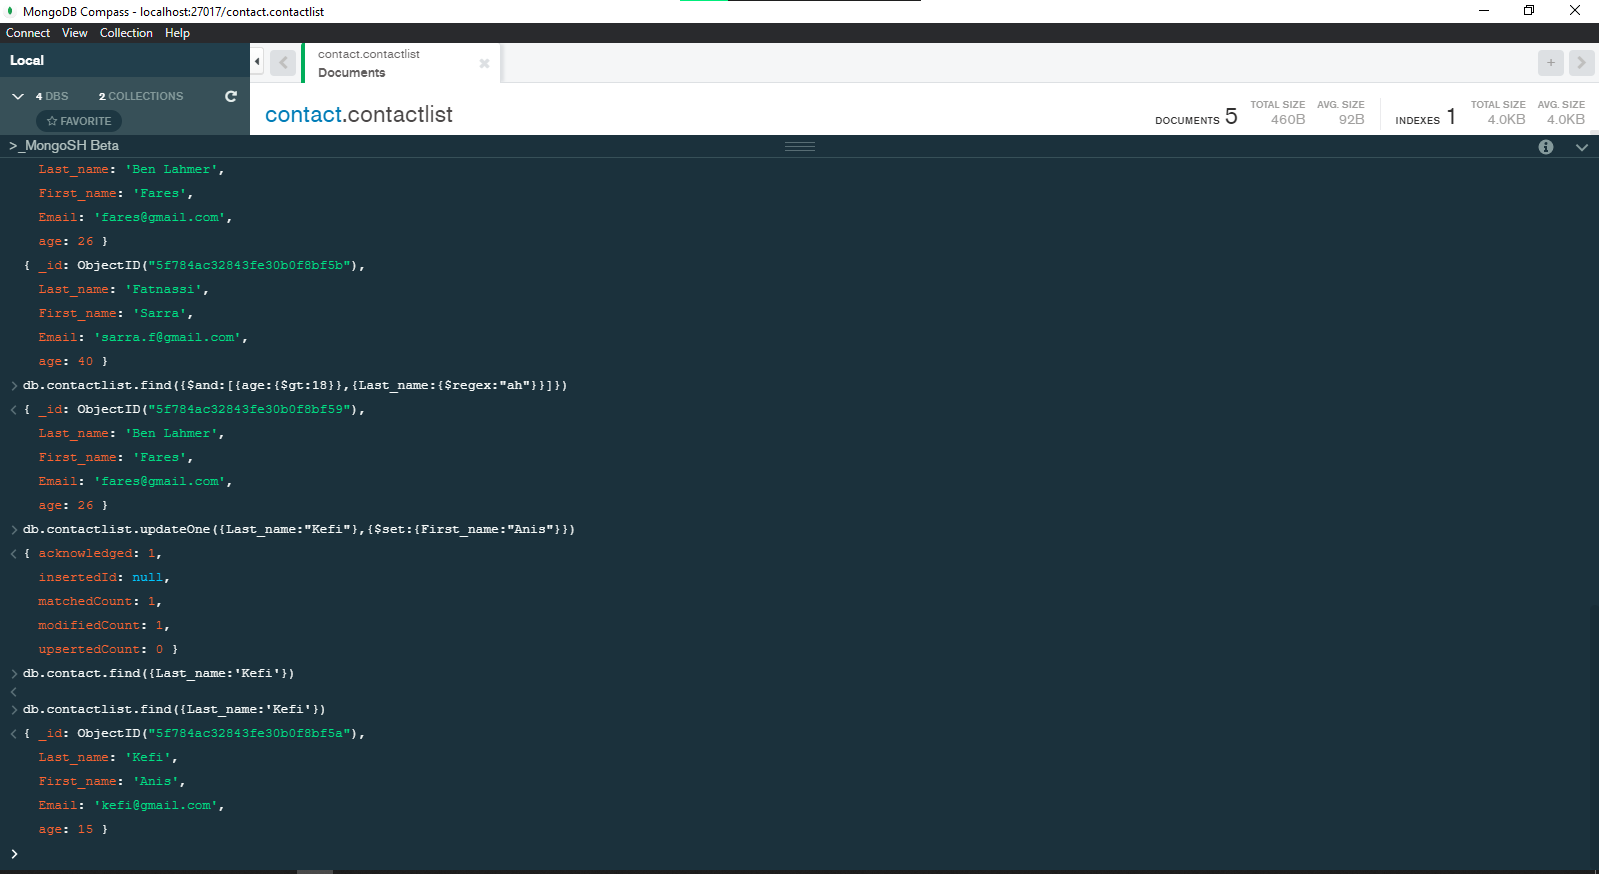 MongoDB Compass - localhost:27017/contact.contactlist
Connect View Collection Help
Local
4 DBS 2 COLLECTIONS
FAVORITE
contact.contactlist
Documents
contact.contactlist
DOCUMENTS 5 TOTAL SIZE 460B AVG. SIZE 92B INDEXES 1 TOTAL SIZE 4.0KB AVG. SIZE 4.0KB
>_MongoSH Beta
Last_name: 'Ben Lahmer',
First_name: 'Fares',
Email: 'fares@gmail.com',
age: 26 }
{ _id: ObjectID("5f784ac32843fe30b0f8bf5b"),
Last_name: 'Fatnassi',
First_name: 'Sarra',
Email: 'sarra.f@gmail.com',
age: 40 }
> db.contactlist.find({$and:[{age:{$gt:18}},{Last_name:{$regex:"ah"}}]})
< { _id: ObjectID("5f784ac32843fe30b0f8bf59"),
Last_name: 'Ben Lahmer',
First_name: 'Fares',
Email: 'fares@gmail.com',
age: 26 }
> db.contactlist.updateOne({Last_name:"Kefi"},{$set:{First_name:"Anis"}})
< { acknowledged: 1,
insertedId: null,
matchedCount: 1,
modifiedCount: 1,
upsertedCount: 0 }
> db.contact.find({Last_name:'Kefi'})
<
> db.contactlist.find({Last_name:'Kefi'})
< { _id: ObjectID("5f784ac32843fe30b0f8bf5a"),
Last_name: 'Kefi',
First_name: 'Anis',
Email: 'kefi@gmail.com',
age: 15 }
>